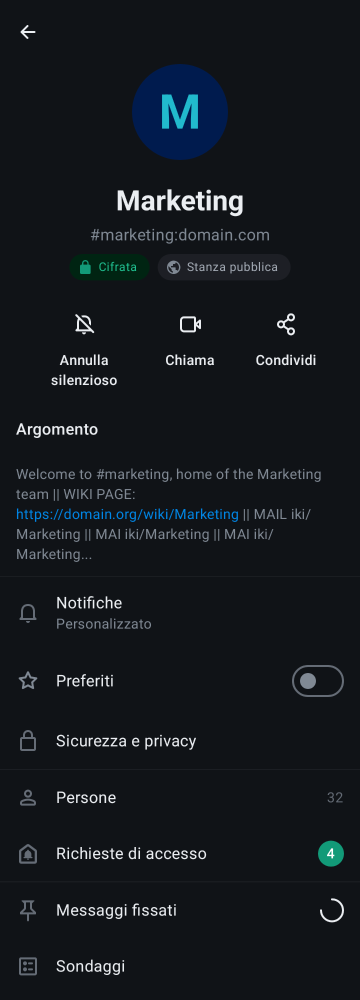 M
Marketing
#marketing:domain.com
Cifrata
Stanza pubblica
Annulla
silenzioso
Chiama
Condividi
Argomento
Welcome to #marketing, home of the Marketing
team || WIKI PAGE:
https://domain.org/wiki/Marketing || MAIL iki/
Marketing || MAI iki/Marketing || MAI iki/
Marketing...
Notifiche
Personalizzato
Preferiti
Sicurezza e privacy
Persone 32
Richieste di accesso 4
Messaggi fissati
Sondaggi